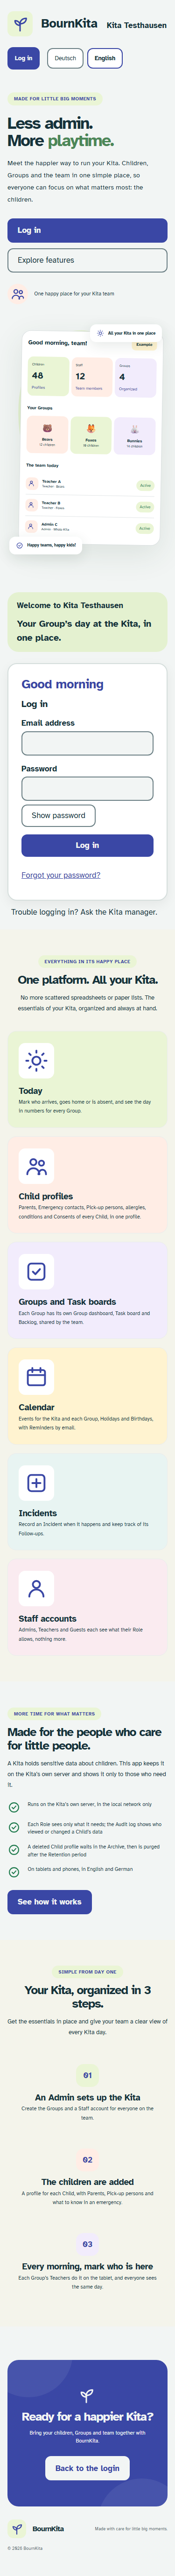 BournKita
Kita Testhausen
Log in
Deutsch
English
MADE FOR LITTLE BIG MOMENTS
Less admin.
More playtime.
Meet the happier way to run your Kita. Children,
Groups and the team in one simple place, so
everyone can focus on what matters most: the
children.
Log in
Explore features
One happy place for your Kita team
All your Kita in one place
Good morning, team!
Example
Children
48
Profiles
Staff
12
Team members
Groups
4
Organized
Your Groups
Bears
Foxes
Bunnies
The team today
Teacher A
Teacher · Bears
Active
Teacher B
Teacher · Foxes
Active
Admin C
Admin · Whole Kita
Active
Happy teams, happy kids!
Welcome to Kita Testhausen
Your Group's day at the Kita, in
one place.
Good morning
Log in
Email address
Password
Show password
Log in
Forgot your password?
Trouble logging in? Ask the Kita manager.
EVERYTHING IN ITS HAPPY PLACE
One platform. All your Kita.
No more scattered spreadsheets or paper lists. The
essentials of your Kita, organized and always at hand.
Today
Mark who arrives, goes home or is absent, and see the day
in numbers for every Group.
Child profiles
Parents, Emergency contacts, Pick-up persons, allergies,
conditions and Consents of every Child, in one profile.
Groups and Task boards
Each Group has its own Group dashboard, Task board and
Backlog, shared by the team.
Calendar
Events for the Kita and each Group, Holidays and Birthdays,
with Reminders by email.
Incidents
Record an Incident when it happens and keep track of its
Follow-ups.
Staff accounts
Admins, Teachers and Guests each see what their Role
allows, nothing more.
MORE TIME FOR WHAT MATTERS
Made for the people who care
for little people.
A Kita holds sensitive data about children. This app keeps it
on the Kita's own server and shows it only to those who need
it.
Runs on the Kita's own server, in the local network only
Each Role sees only what it needs; the Audit log shows who
viewed or changed a Child's data
A deleted Child profile waits in the Archive, then is purged
after the Retention period
On tablets and phones, in English and German
See how it works
SIMPLE FROM DAY ONE
Your Kita, organized in 3
steps.
Get the essentials in place and give your team a clear view of
every Kita day.
01
An Admin sets up the Kita
Create the Groups and a Staff account for everyone on the
team.
02
The children are added
A profile for each Child, with Parents, Pick-up persons and
what to know in an emergency.
03
Every morning, mark who is here
Each Group's Teachers do it on the tablet, and everyone sees
the same day.
Ready for a happier Kita?
Bring your children, Groups and team together with
BournKita.
Back to the login
BournKita
Made with care for little big moments.
© 2026 BournKita